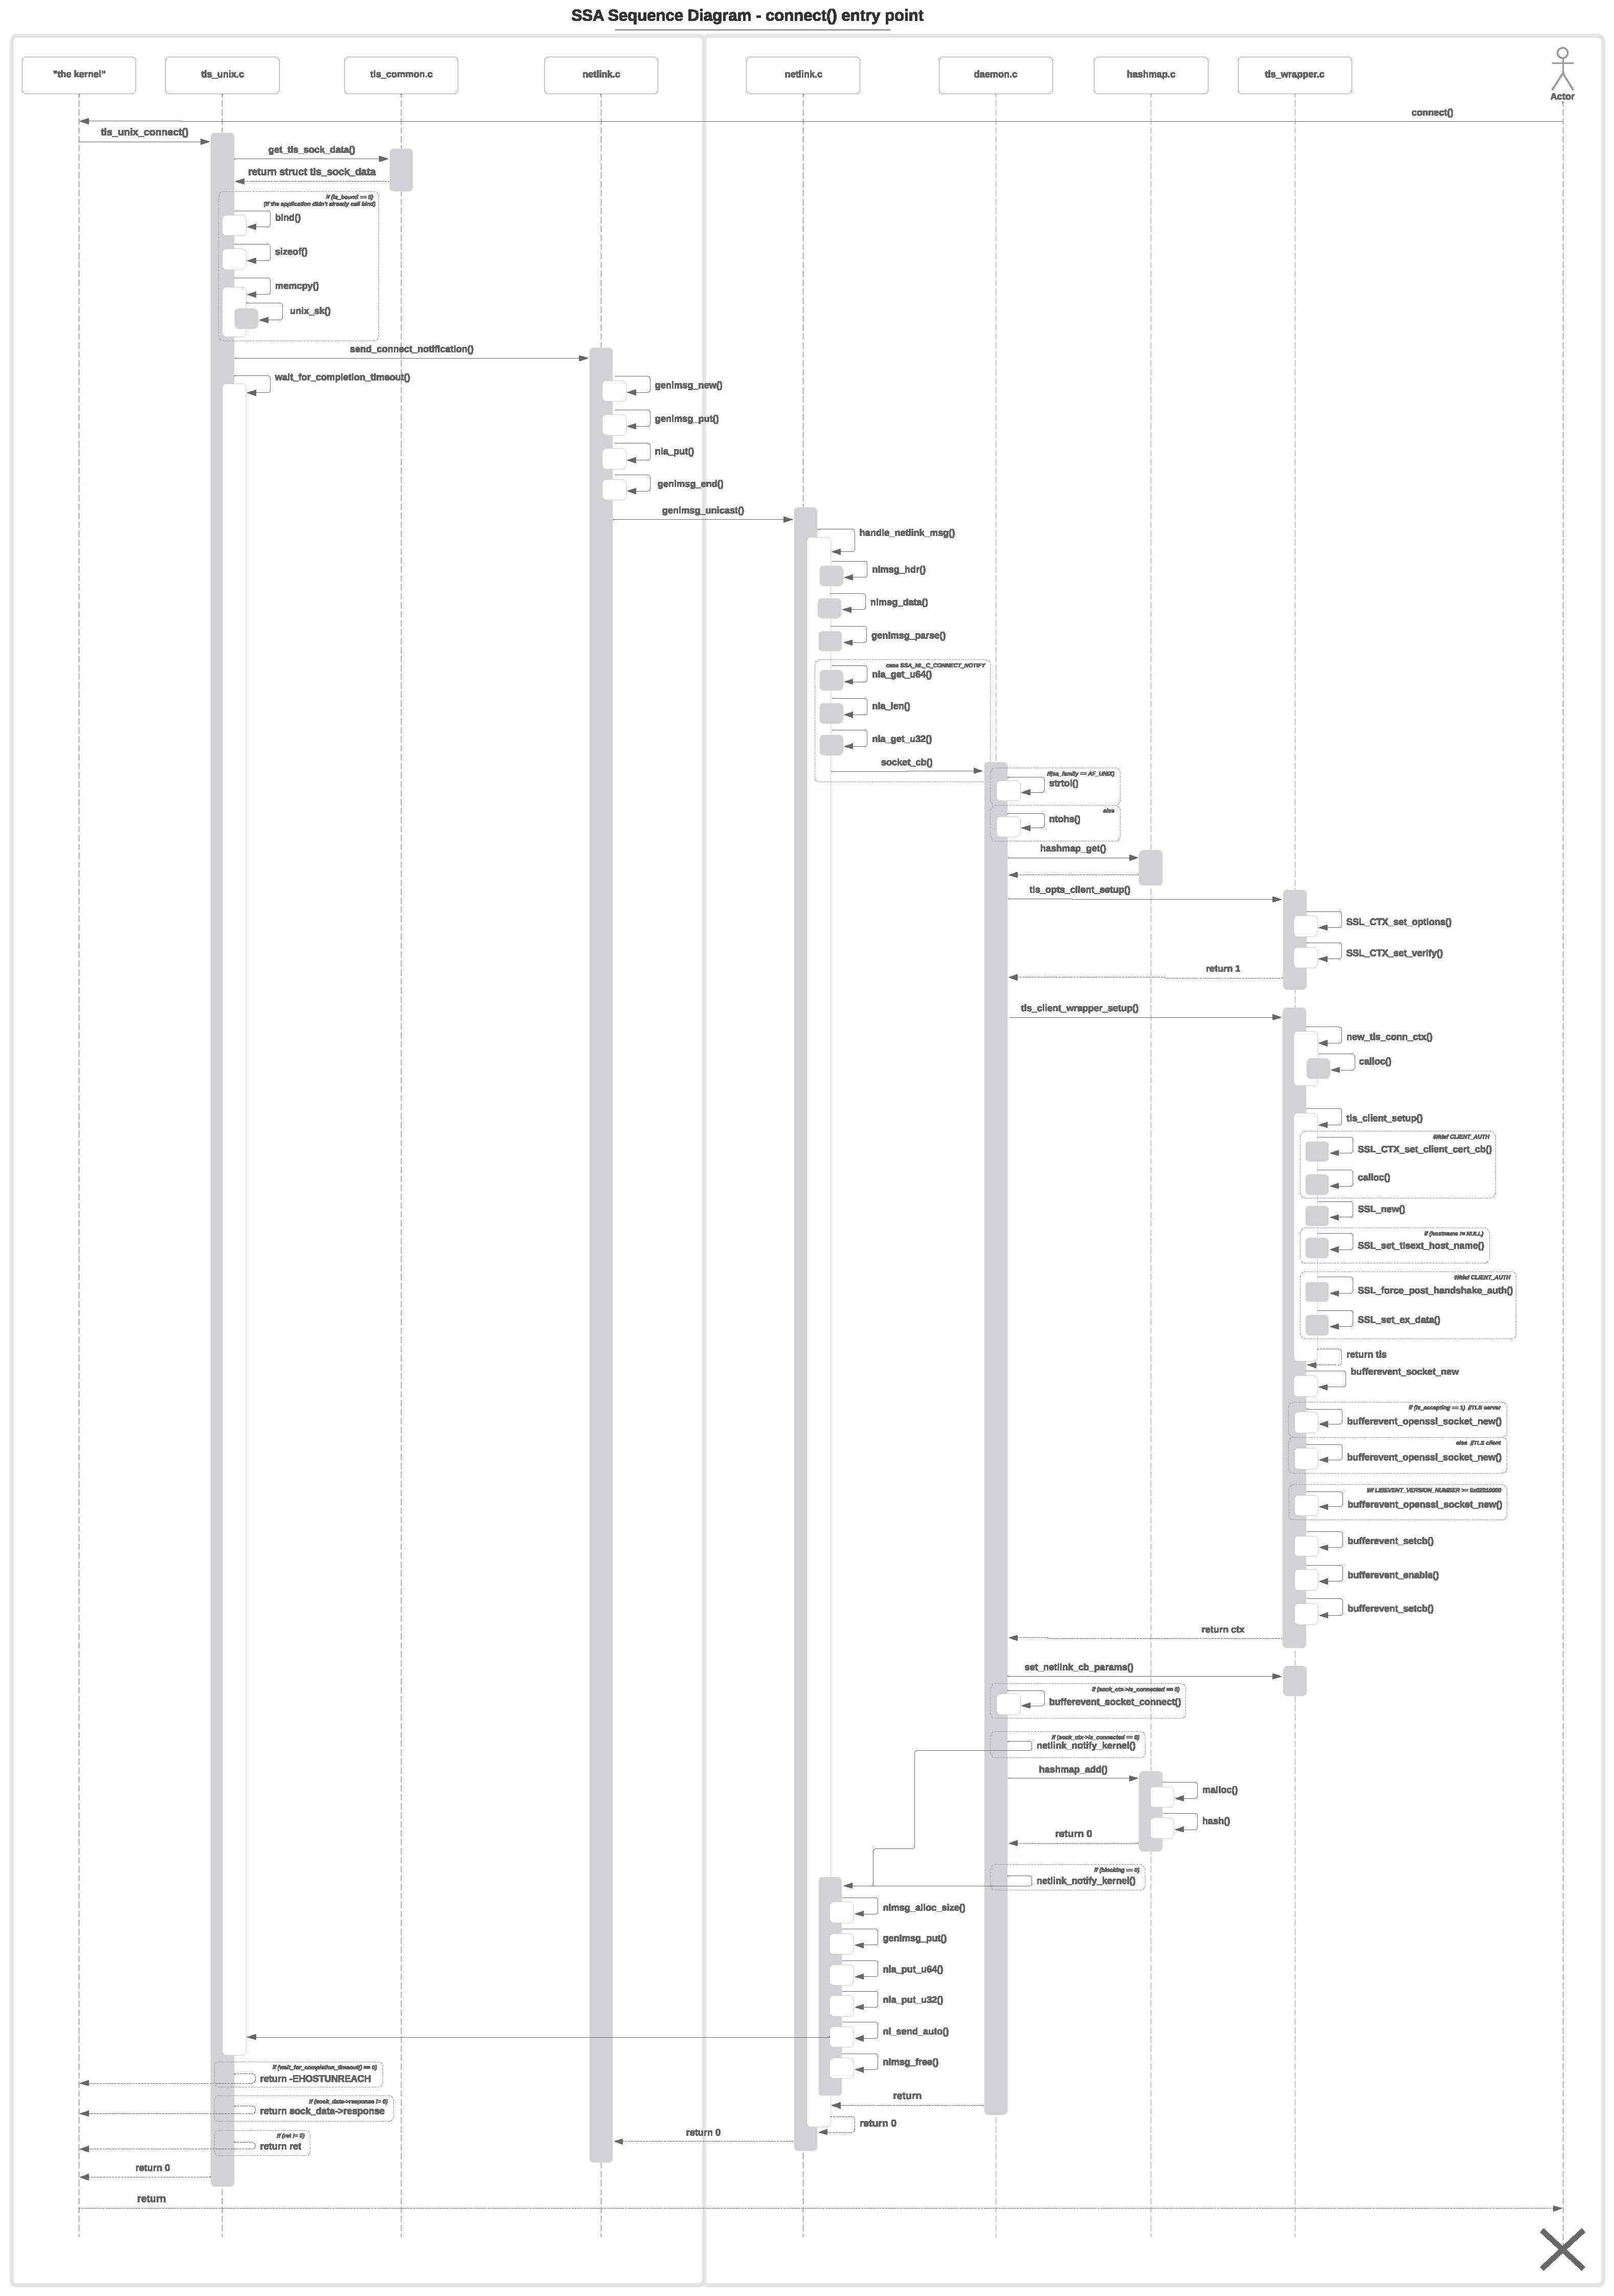 SSA Sequence Diagram - connect() entry point
"the kernel"
tls_unix.c
tls_common.c
netlink.c
netlink.c
daemon.c
hashmap.c
tls_wrapper.c
Actor
connect()
tls_unix_connect()
get_tls_sock_data()
return struct tls_sock_data
if (is_bound == 0)
(if the application didn't already call bind)
bind()
sizeof()
memcpy()
unix_sk()
send_connect_notification()
wait_for_completion_timeout()
genlmsg_new()
genlmsg_put()
nla_put()
genlmsg_end()
genlmsg_unicast()
handle_netlink_msg()
nlmsg_hdr()
nlmsg_data()
genlmsg_parse()
case SSA_NL_C_CONNECT_NOTIFY
nla_get_u64()
nla_len()
nla_get_u32()
socket_cb()
if(sa_family == AF_UNIX)
strtol()
else
ntohs()
hashmap_get()
tls_opts_client_setup()
SSL_CTX_set_options()
SSL_CTX_set_verify()
return 1
tls_client_wrapper_setup()
new_tls_conn_ctx()
calloc()
tls_client_setup()
#ifdef CLIENT_AUTH
SSL_CTX_set_client_cert_cb()
calloc()
SSL_new()
if (hostname != NULL)
SSL_set_tlsext_host_name()
#ifdef CLIENT_AUTH
SSL_force_post_handshake_auth()
SSL_set_ex_data()
return tls
bufferevent_socket_new
if (is_accepting == 1) //TLS server
bufferevent_openssl_socket_new()
else //TLS client
bufferevent_openssl_socket_new()
#if LIBEVENT_VERSION_NUMBER >= 0x02010000
bufferevent_openssl_socket_new()
bufferevent_setcb()
bufferevent_enable()
bufferevent_setcb()
return ctx
set_netlink_cb_params()
if (sock_ctx->is_connected == 0)
bufferevent_socket_connect()
if (sock_ctx->is_connected == 0)
netlink_notify_kernel()
hashmap_add()
malloc()
hash()
return 0
if (blocking == 0)
netlink_notify_kernel()
nlmsg_alloc_size()
genlmsg_put()
nla_put_u64()
nla_put_u32()
nl_send_auto()
nlmsg_free()
if (wait_for_completion_timeout() == 0)
return -EHOSTUNREACH
return
if (sock_data->response != 0)
return sock_data->response
return 0
if (ret != 0)
return ret
return 0
return 0
return